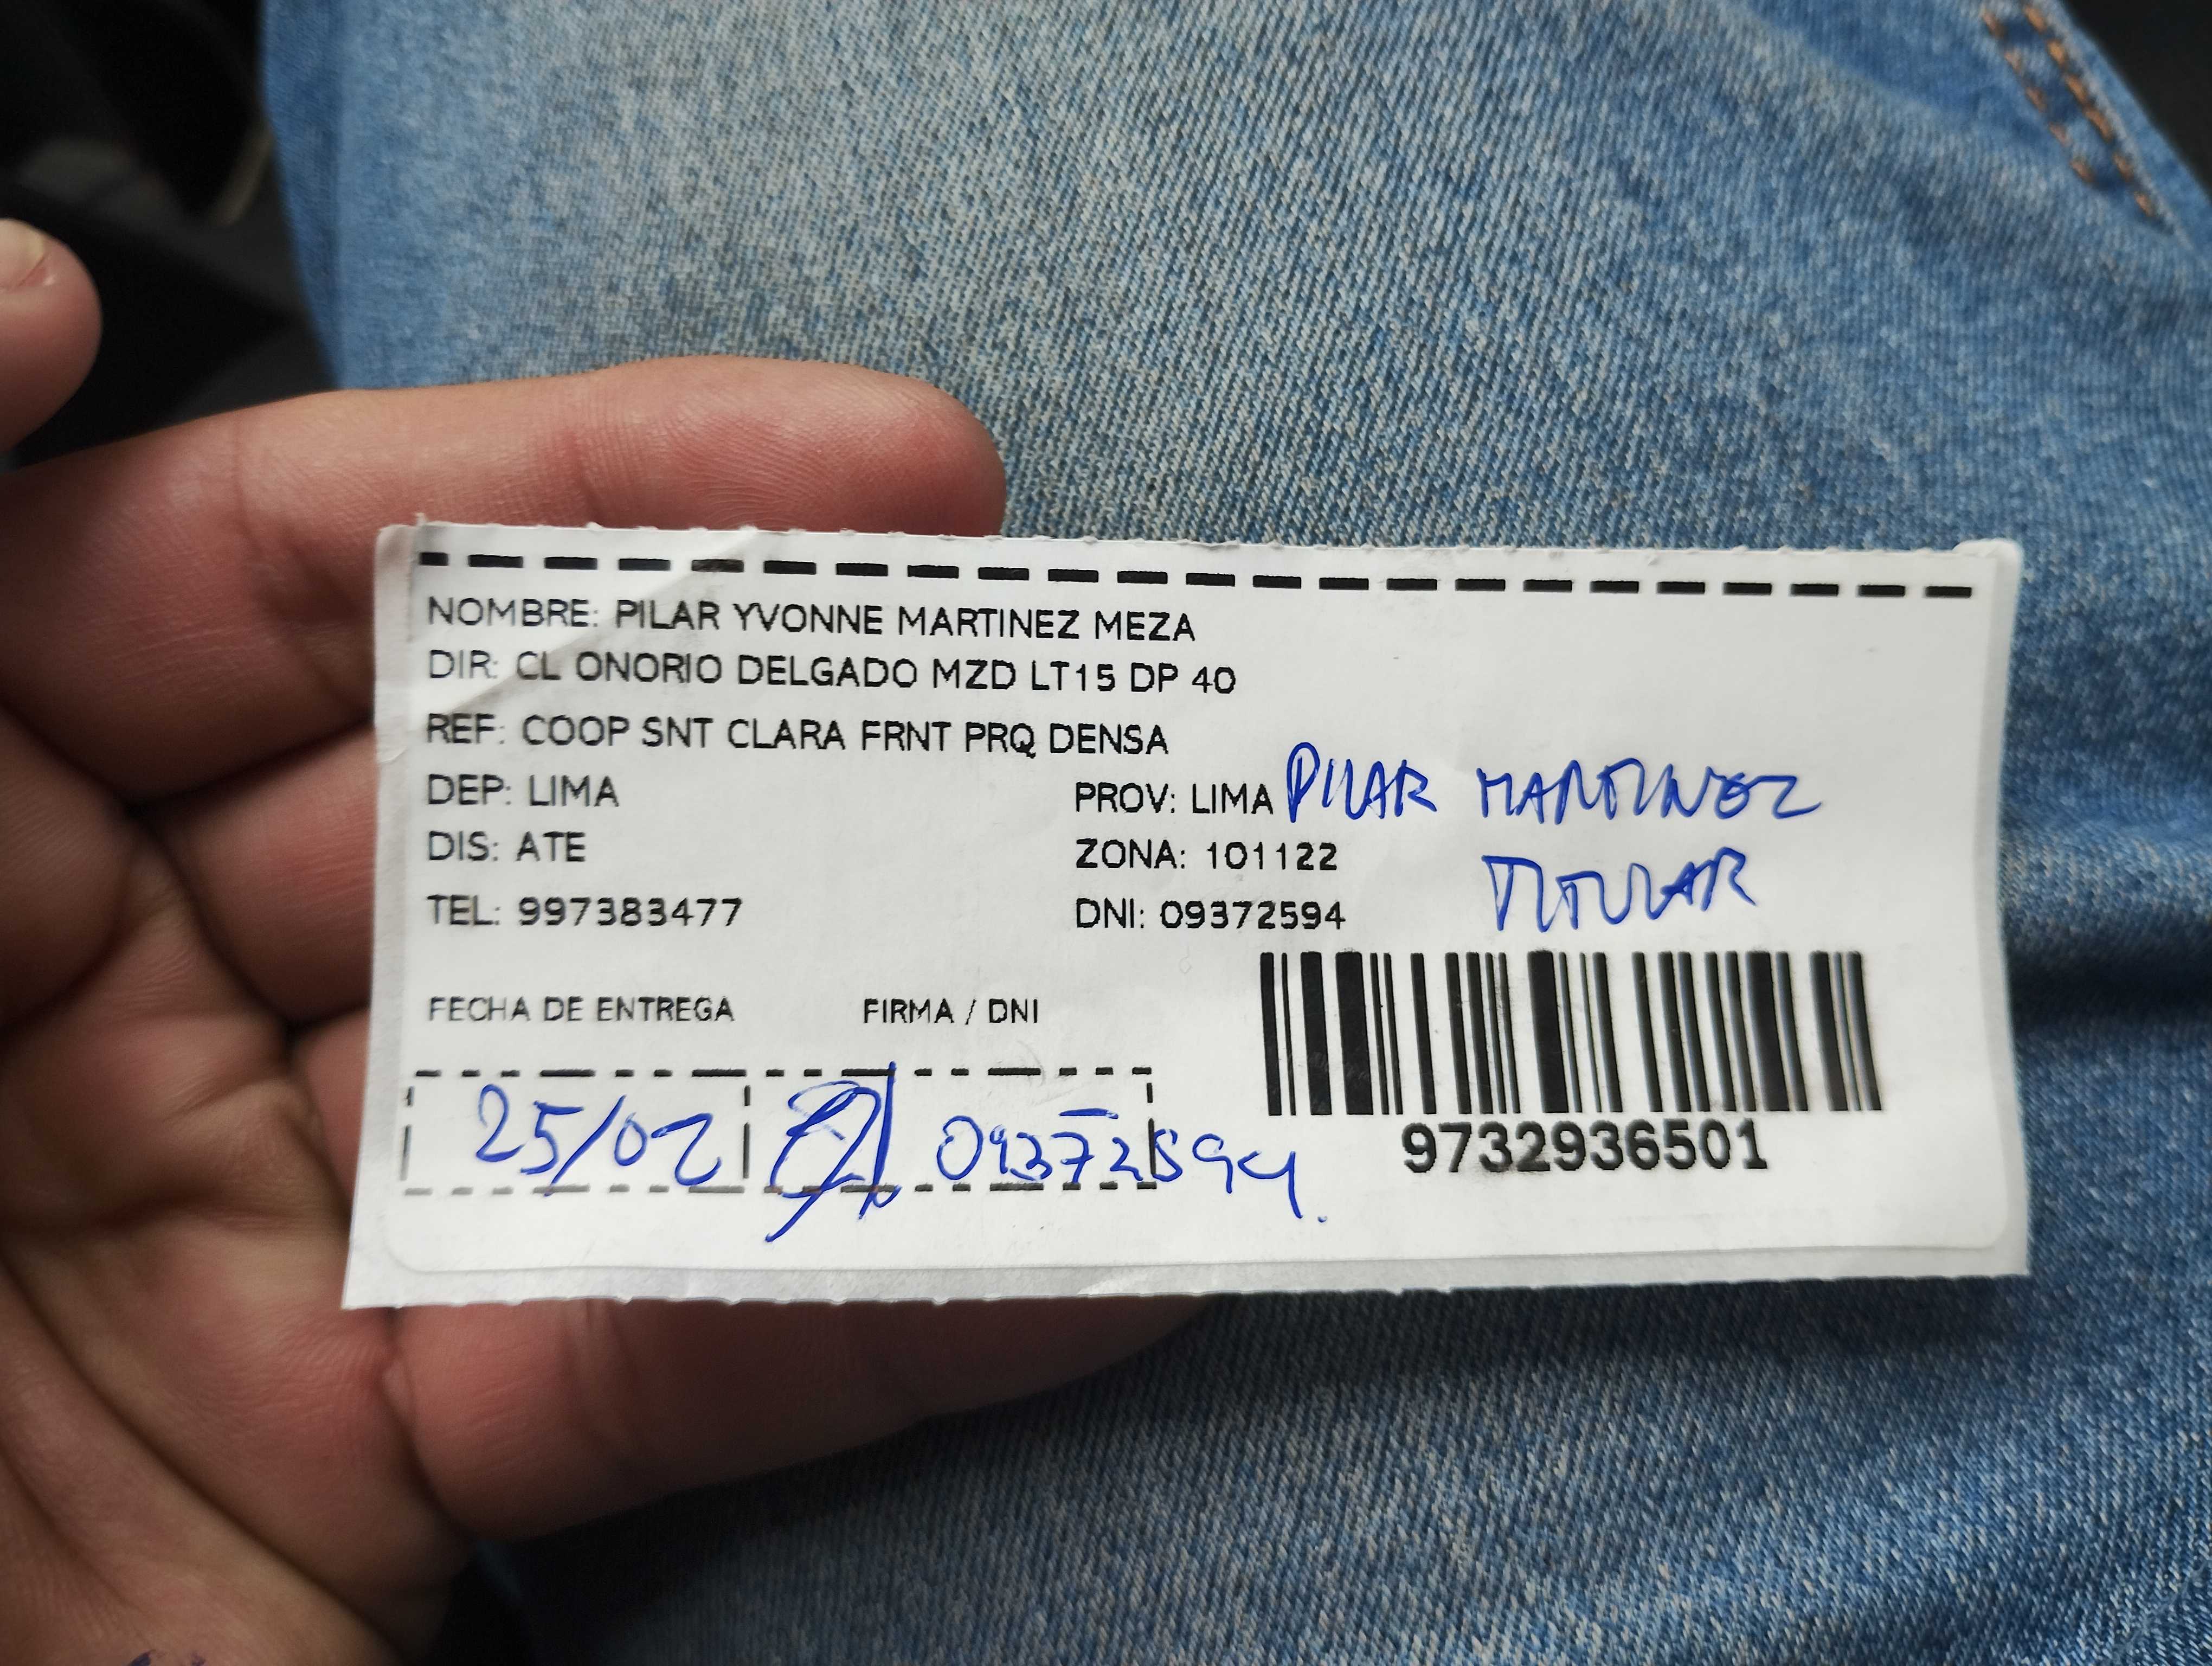 NOMBRE: PILAR YVONNE MARTINEZ MEZA
DIR: CL ONORIO DELGADO MZD LT15 DP 40
REF: COOP SNT CLARA FRNT PRQ DENSA
DEP: LIMA PROV: LIMA PILAR MARTINEZ
DIS: ATE ZONA: 101122 TITULAR
TEL: 997383477 DNI: 09372594
FECHA DE ENTREGA FIRMA / DNI
25/02 09372594.
9732936501